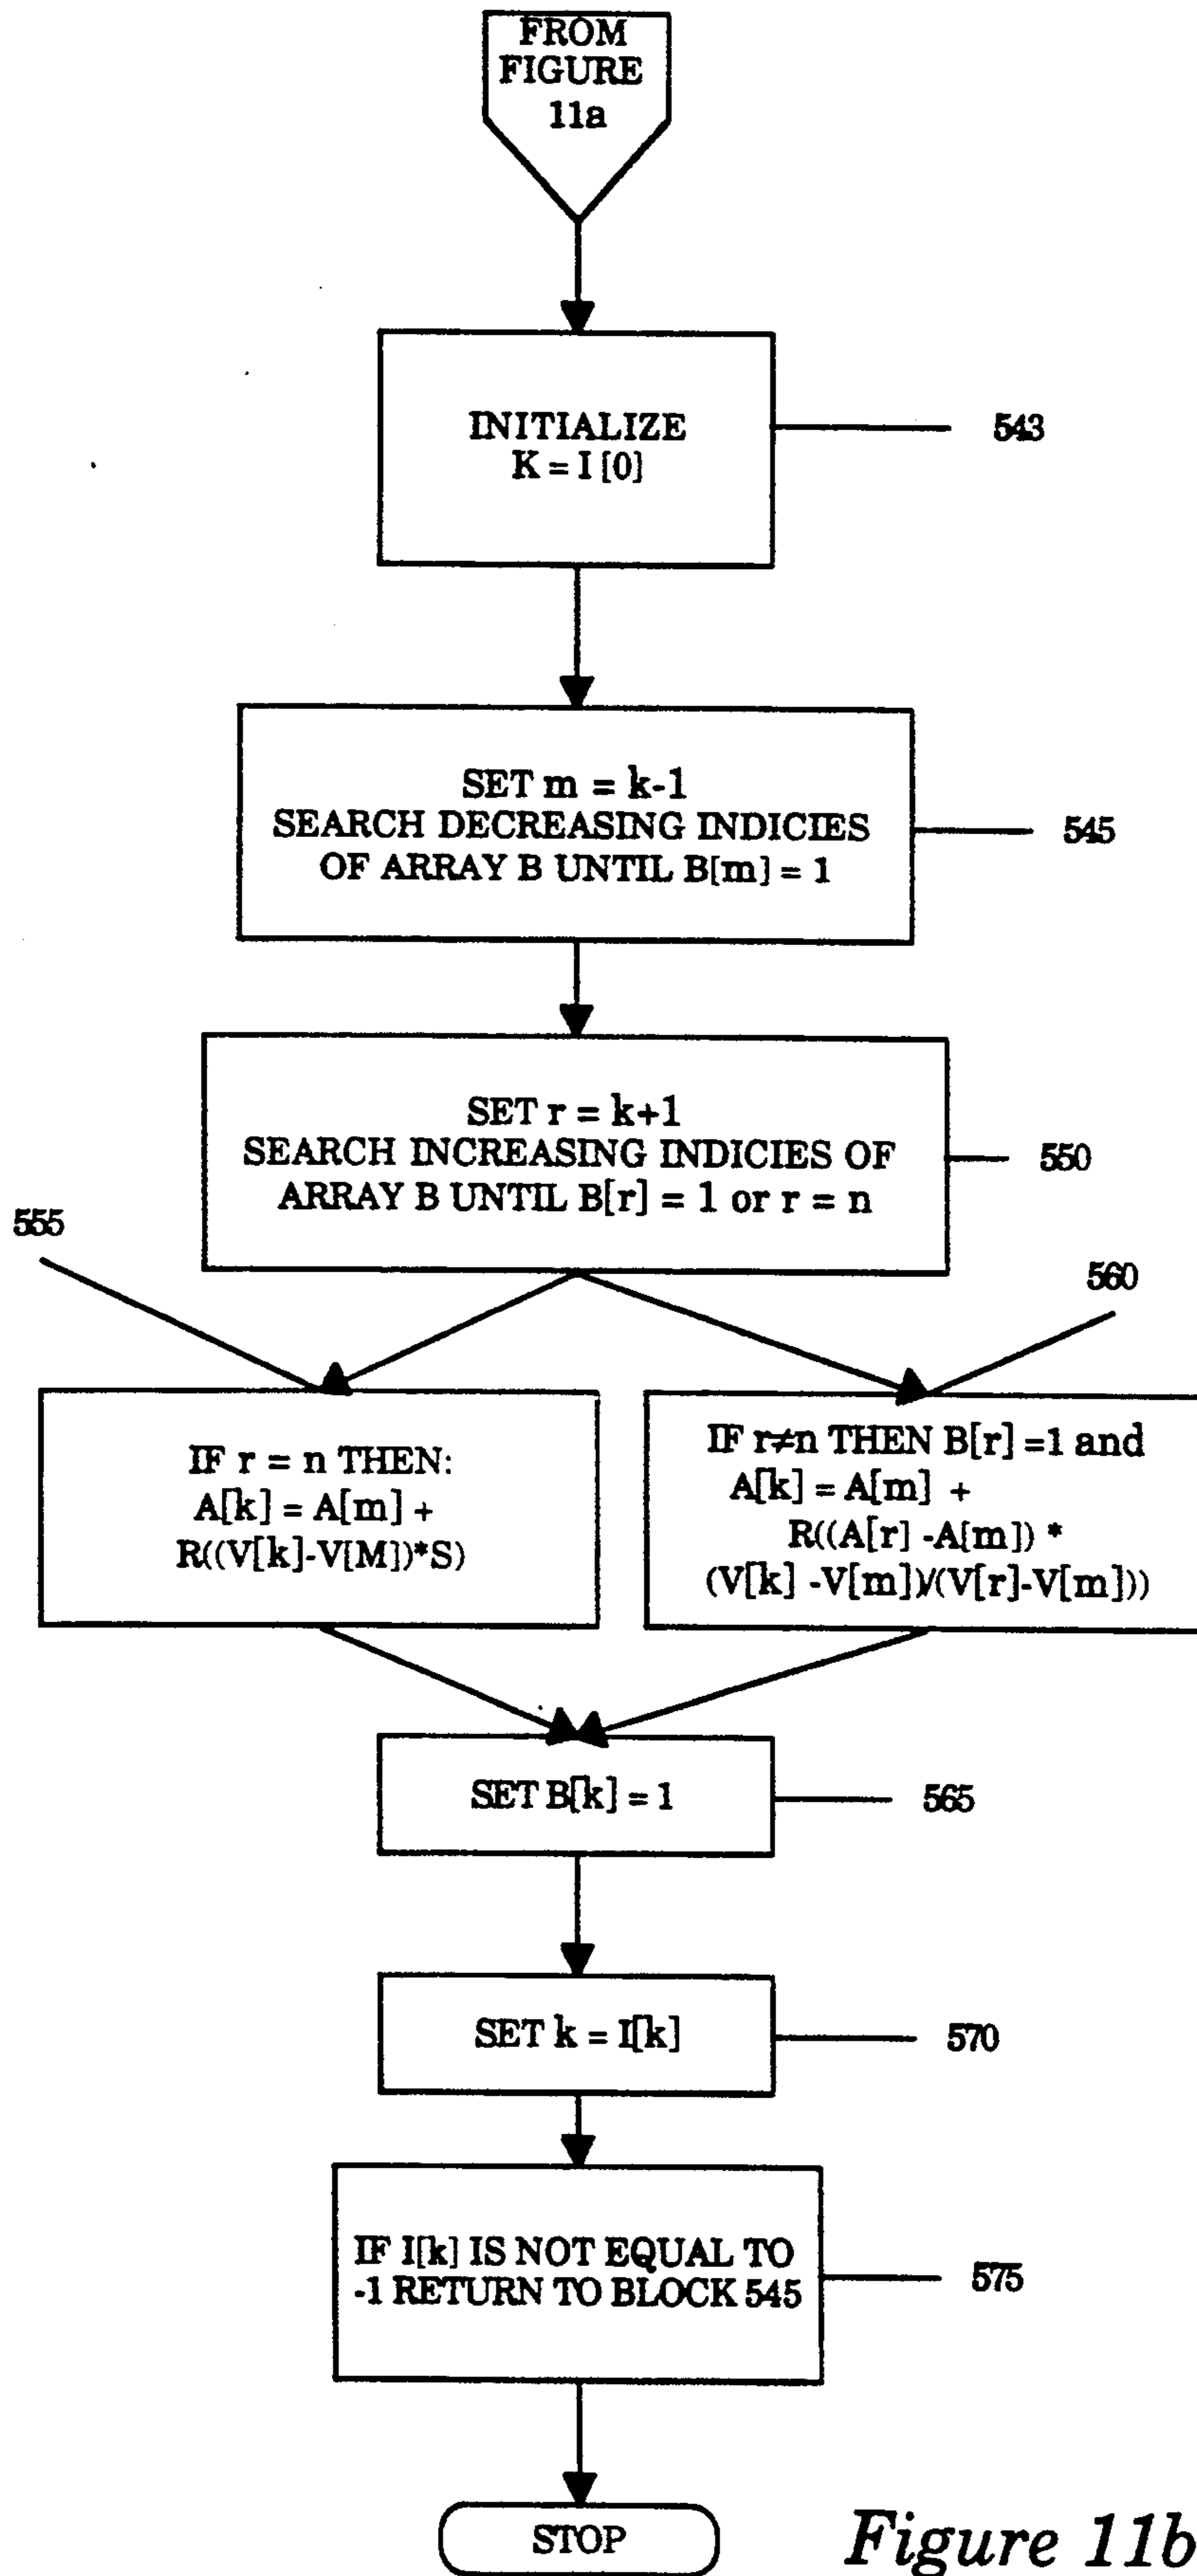 FROM
FIGURE
11a
INITIALIZE
K = I [0]
543
SET m = k-1
SEARCH DECREASING INDICIES
OF ARRAY B UNTIL B[m] = 1
545
SET r = k+1
SEARCH INCREASING INDICIES OF
ARRAY B UNTIL B[r] = 1 or r = n
550
555
560
IF r = n THEN:
A[k] = A[m] +
R((V[k]-V[M])*S)
IF r≠n THEN B[r] =1 and
A[k] = A[m] +
R((A[r] -A[m]) *
(V[k] -V[m])/(V[r]-V[m]))
SET B[k] = 1
565
SET k = I[k]
570
IF I[k] IS NOT EQUAL TO
-1 RETURN TO BLOCK 545
575
STOP
Figure 11b